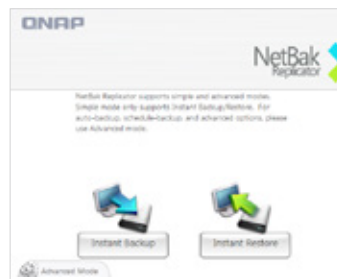 QNAP
NetBak
Replicator
NetBak Replicator supports simple and advanced modes.
Simple mode only supports Instant Backup/Restore. For
auto-backup, schedule-backup, and advanced options, please
use Advanced mode.
Instant Backup
Instant Restore
Advanced Mode